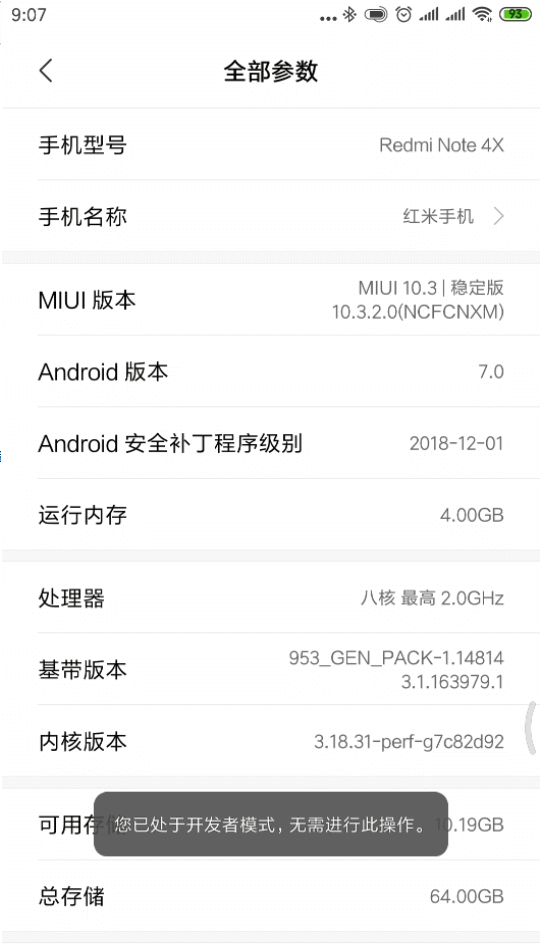 9:07
93
全部参数
手机型号 Redmi Note 4X
手机名称 红米手机
MIUI 版本 MIUI 10.3 | 稳定版
10.3.2.0(NCFCNXM)
Android 版本 7.0
Android 安全补丁程序级别 2018-12-01
运行内存 4.00GB
处理器 八核 最高 2.0GHz
基带版本 953_GEN_PACK-1.14814
3.1.163979.1
内核版本 3.18.31-perf-g7c82d92
可用存储 10.19GB
您已处于开发者模式，无需进行此操作。
总存储 64.00GB